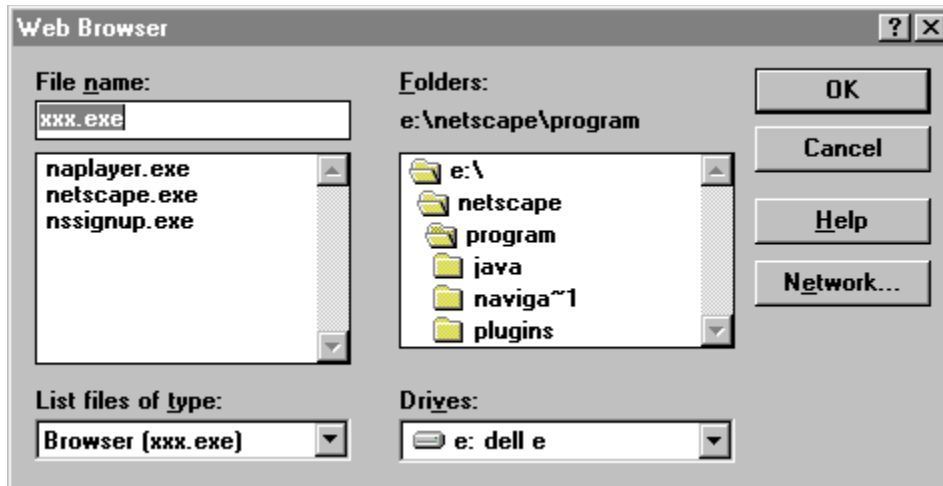 Web Browser
File name:
xxx.exe
naplayer.exe
netscape.exe
nssignup.exe
List files of type:
Browser (xxx.exe)
Folders:
e:\netscape\program
e:\
netscape
program
java
naviga~1
plugins
Drives:
e: dell e
OK
Cancel
Help
Network...